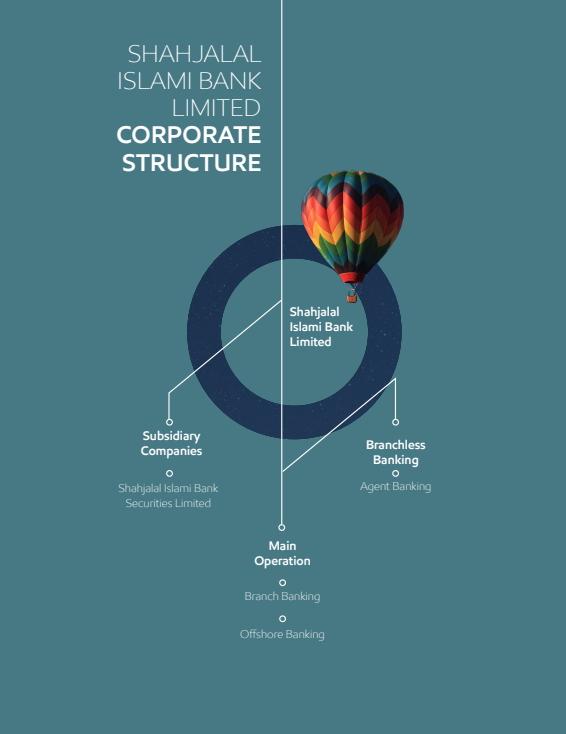 SHAHJALAL
ISLAMI BANK
LIMITED
CORPORATE
STRUCTURE
Shahjalal
Islami Bank
Limited
Subsidiary
Companies
Shahjalal Islami Bank
Securities Limited
Branchless
Banking
Agent Banking
Main
Operation
Branch Banking
Offshore Banking